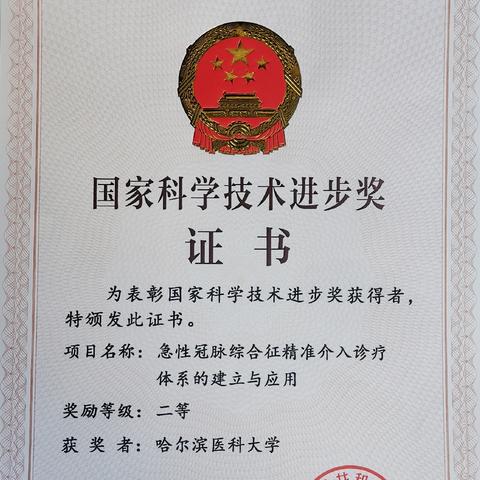 国家科学技术进步奖
证书
为表彰国家科学技术进步奖获得者，
特颁发此证书。
项目名称：急性冠脉综合征精准介入诊疗
体系的建立与应用
奖励等级：二等
获奖者：哈尔滨医科大学
共和